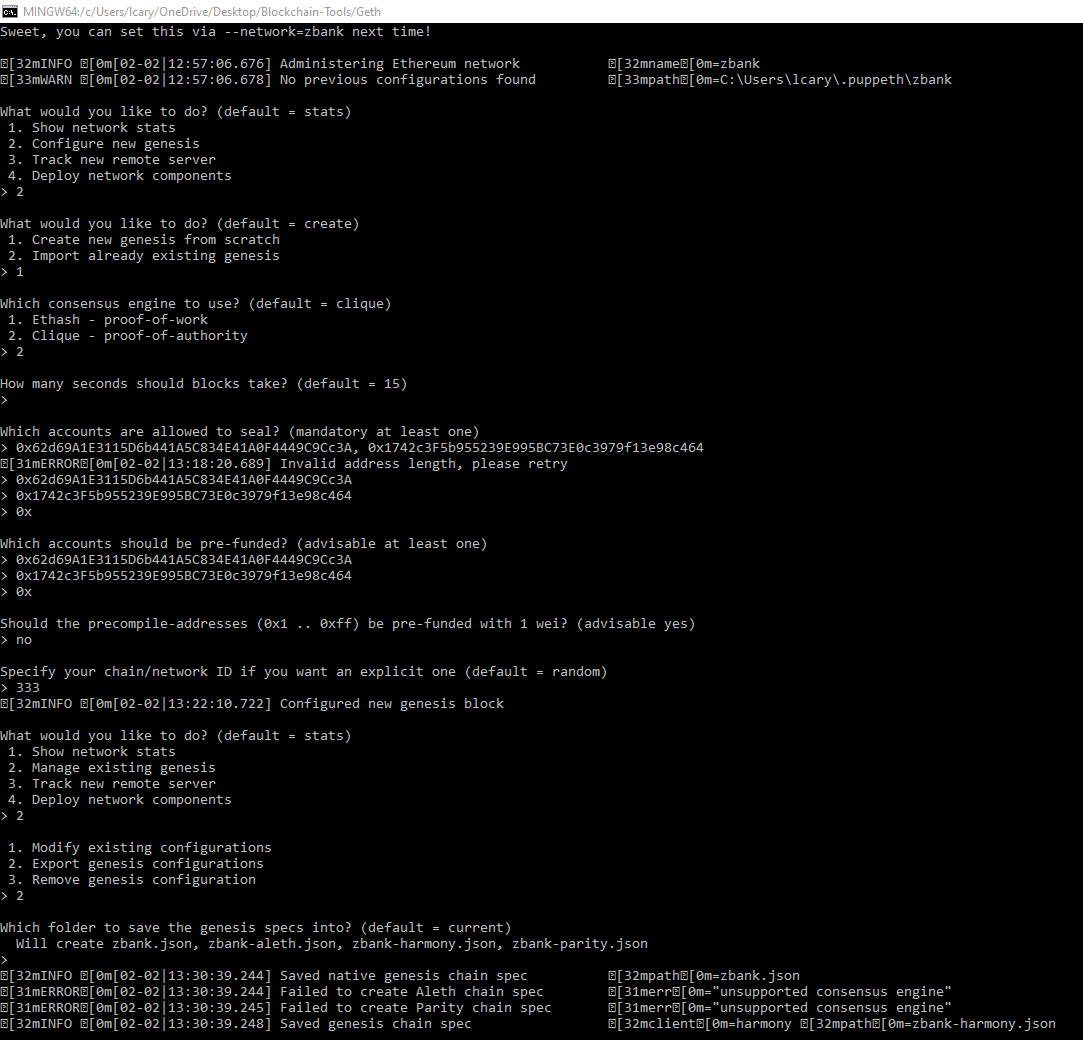 MINGW64:/c/Users/lcary/OneDrive/Desktop/Blockchain-Tools/Geth
Sweet, you can set this via --network=zbank next time!
[32mINFO [0m[02-02|12:57:06.676] Administering Ethereum network [32mname[0m=zbank
[33mWARN [0m[02-02|12:57:06.678] No previous configurations found [33mpath[0m=C:\Users\lcary\.puppeth\zbank
What would you like to do? (default = stats)
1. Show network stats
2. Configure new genesis
3. Track new remote server
4. Deploy network components
> 2
What would you like to do? (default = create)
1. Create new genesis from scratch
2. Import already existing genesis
> 1
Which consensus engine to use? (default = clique)
1. Ethash - proof-of-work
2. Clique - proof-of-authority
> 2
How many seconds should blocks take? (default = 15)
>
Which accounts are allowed to seal? (mandatory at least one)
> 0x62d69A1E3115D6b441A5C834E41A0F4449C9Cc3A, 0x1742c3F5b955239E995BC73E0c3979f13e98c464
[31mERROR[0m[02-02|13:18:20.689] Invalid address length, please retry
> 0x62d69A1E3115D6b441A5C834E41A0F4449C9Cc3A
> 0x1742c3F5b955239E995BC73E0c3979f13e98c464
> 0x
Which accounts should be pre-funded? (advisable at least one)
> 0x62d69A1E3115D6b441A5C834E41A0F4449C9Cc3A
> 0x1742c3F5b955239E995BC73E0c3979f13e98c464
> 0x
Should the precompile-addresses (0x1 .. 0xff) be pre-funded with 1 wei? (advisable yes)
> no
Specify your chain/network ID if you want an explicit one (default = random)
> 333
[32mINFO [0m[02-02|13:22:10.722] Configured new genesis block
What would you like to do? (default = stats)
1. Show network stats
2. Manage existing genesis
3. Track new remote server
4. Deploy network components
> 2
1. Modify existing configurations
2. Export genesis configurations
3. Remove genesis configuration
> 2
Which folder to save the genesis specs into? (default = current)
Will create zbank.json, zbank-aleth.json, zbank-harmony.json, zbank-parity.json
>
[32mINFO [0m[02-02|13:30:39.244] Saved native genesis chain spec [32mpath[0m=zbank.json
[31mERROR[0m[02-02|13:30:39.244] Failed to create Aleth chain spec [31merr[0m="unsupported consensus engine"
[31mERROR[0m[02-02|13:30:39.245] Failed to create Parity chain spec [31merr[0m="unsupported consensus engine"
[32mINFO [0m[02-02|13:30:39.248] Saved genesis chain spec [32mclient[0m=harmony [32mpath[0m=zbank-harmony.json